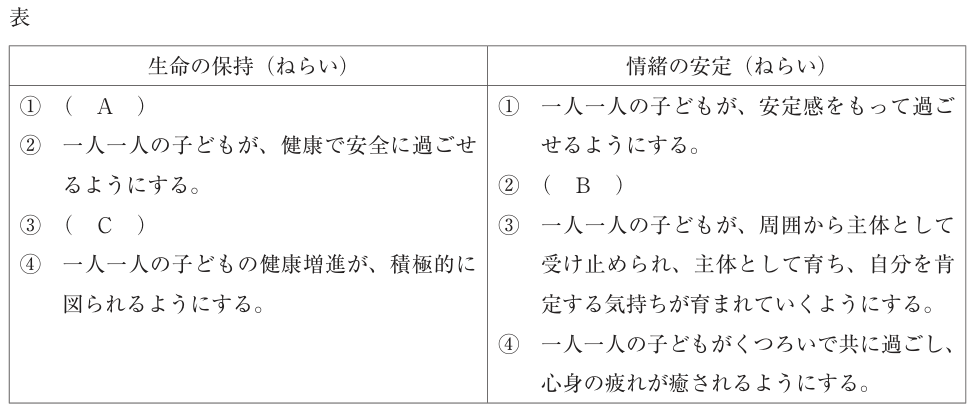 表
生命の保持（ねらい）
① （　A　）
② 一人一人の子どもが、健康で安全に過ごせ
るようにする。
③ （　C　）
④ 一人一人の子どもの健康増進が、積極的に
図られるようにする。
情緒の安定（ねらい）
① 一人一人の子どもが、安定感をもって過ご
せるようにする。
② （　B　）
③ 一人一人の子どもが、周囲から主体として
受け止められ、主体として育ち、自分を肯
定する気持ちが育まれていくようにする。
④ 一人一人の子どもがくつろいで共に過ごし、
心身の疲れが癒されるようにする。